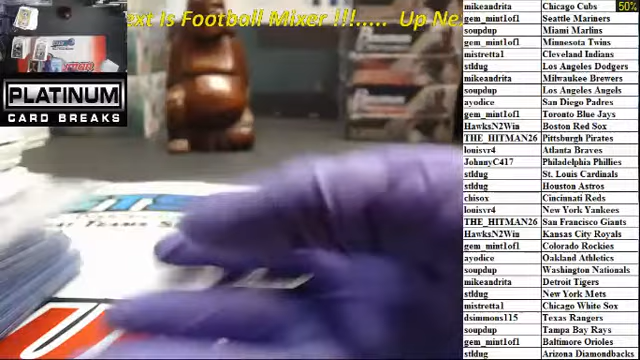 ext Is Football Mixer !!!..... Up Ne
50%
mikeandrita Chicago Cubs
gem_mint1of1 Seattle Mariners
soupdup Miami Marlins
gem_mint1of1 Minnesota Twins
mistretta1 Cleveland Indians
stldug Los Angeles Dodgers
mikeandrita Milwaukee Brewers
soupdup Los Angeles Angels
ayodice San Diego Padres
gem_mint1of1 Toronto Blue Jays
HawksN2Win Boston Red Sox
THE_HITMAN26 Pittsburgh Pirates
louisvr4 Atlanta Braves
JohnnyC417 Philadelphia Phillies
stldug St. Louis Cardinals
stldug Houston Astros
chisox Cincinnati Reds
louisvr4 New York Yankees
THE_HITMAN26 San Francisco Giants
HawksN2Win Kansas City Royals
gem_mint1of1 Colorado Rockies
ayodice Oakland Athletics
soupdup Washington Nationals
mikeandrita Detroit Tigers
stldug New York Mets
mistretta1 Chicago White Sox
dsimmons115 Texas Rangers
soupdup Tampa Bay Rays
gem_mint1of1 Baltimore Orioles
stldug Arizona Diamondbacks
PLATINUM
CARD BREAKS